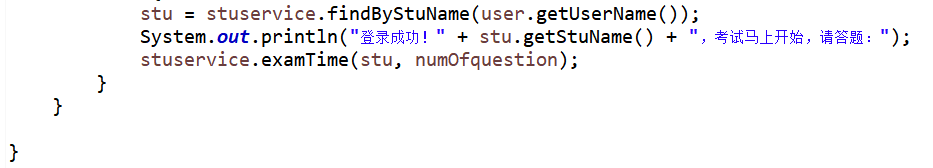 stu = stuservice.findByStuName(user.getUserName());
System.out.println("登录成功！" + stu.getStuName() + "，考试马上开始，请答题：");
stuservice.examTime(stu, numOfquestion);
}
}
}